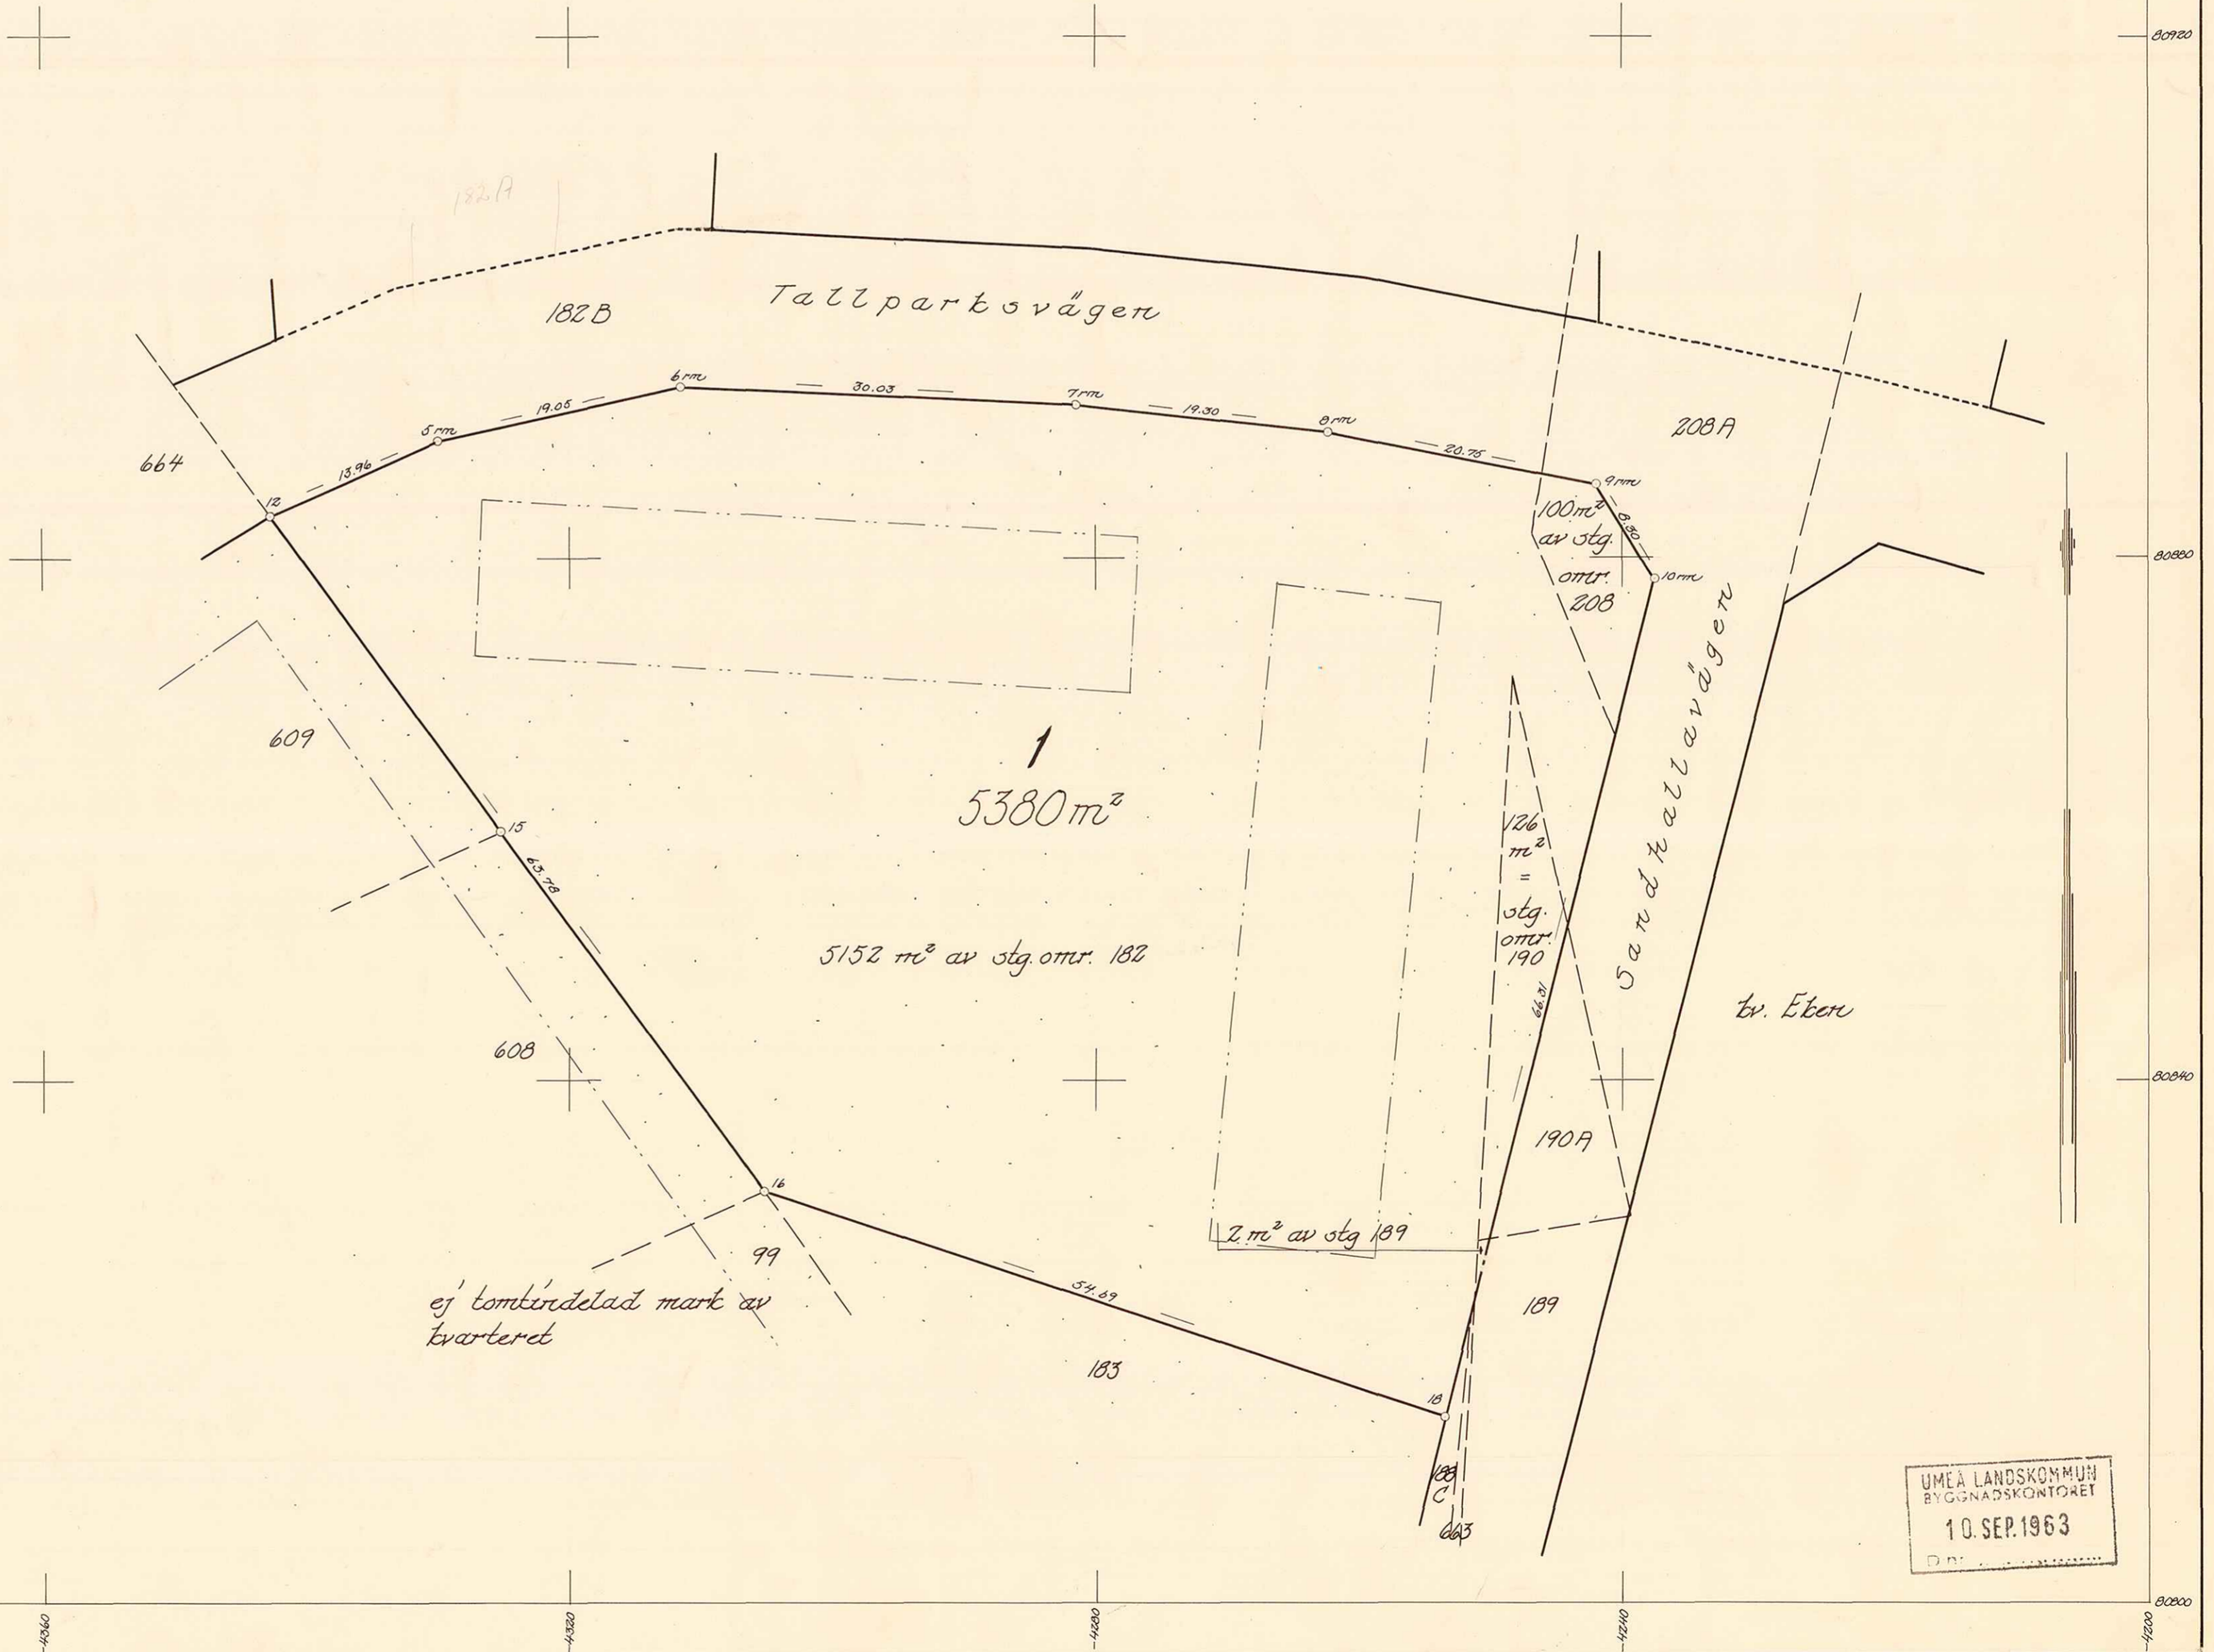 80920
182 A
182 B
Tallparksvägen
208 A
664
12
13.96
5 rm
19.05
6 rm
30.03
7 rm
19.30
8 rm
20.75
9 rm
8.30
10 rm
100 m²
av stg.
omr.
208
80880
609
1
5380 m²
15
63.78
126
m²
=
stg.
omr.
190
Sandtallavägen
5152 m² av stg. omr. 182
66.31
kv. Eken
608
80840
190 A
16
99
2 m² av stg 189
ej tomtindelad mark av
kvarteret
54.69
189
183
18
188
C
663
UMEÅ LANDSKOMMUN
BYGGNADSKONTORET
10. SEP. 1963
D nr
80800
-4360
-4320
-4280
-4240
-4200